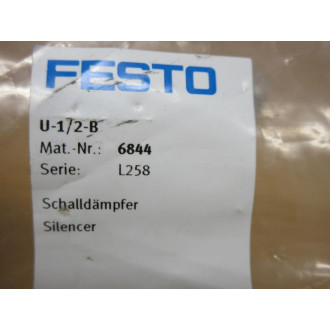 FESTO
U-1/2-B
Mat.-Nr.: 6844
Serie: L258
Schalldämpfer
Silencer